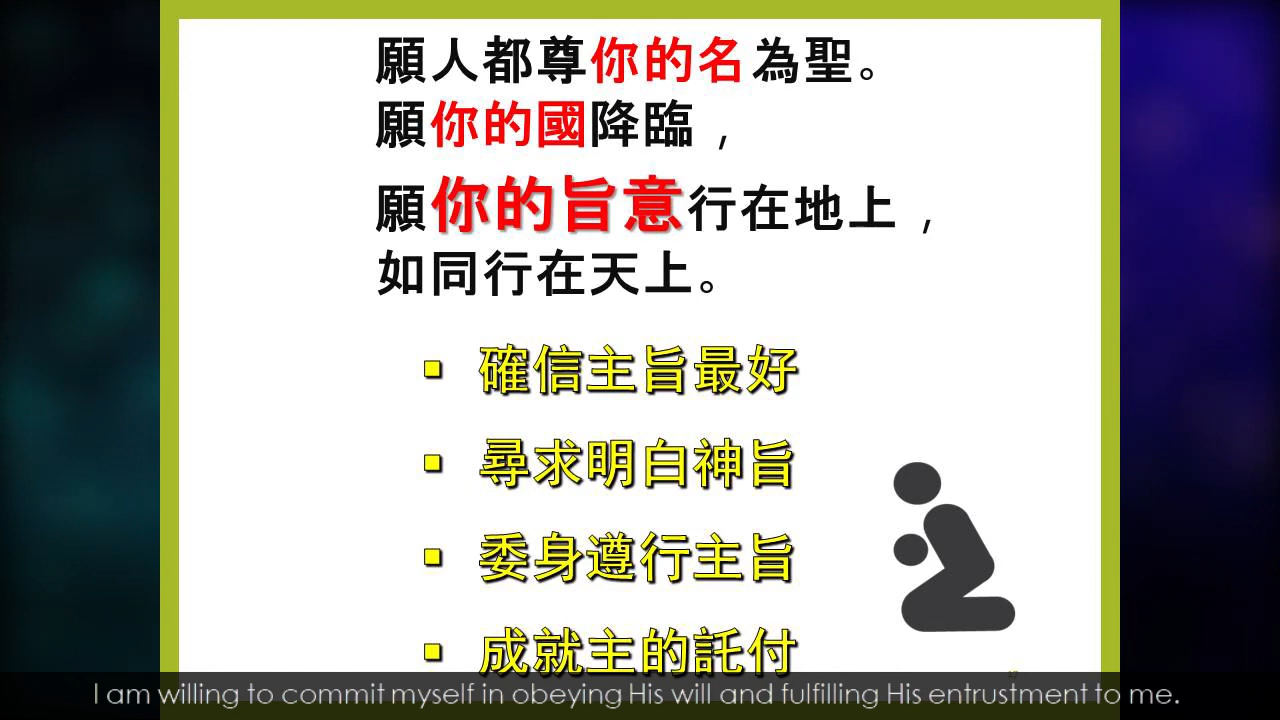 願人都尊你的名為聖。
願你的國降臨，
願你的旨意行在地上，
如同行在天上。
▪ 確信主旨最好
▪ 尋求明白神旨
▪ 委身遵行主旨
▪ 成就主的託付
I am willing to commit myself in obeying His will and fulfilling His entrustment to me.